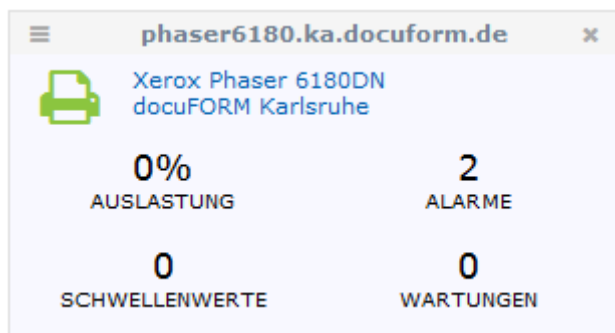 phaser6180.ka.docuform.de
Xerox Phaser 6180DN
docuFORM Karlsruhe
0% 2
AUSLASTUNG ALARME
0 0
SCHWELLENWERTE WARTUNGEN